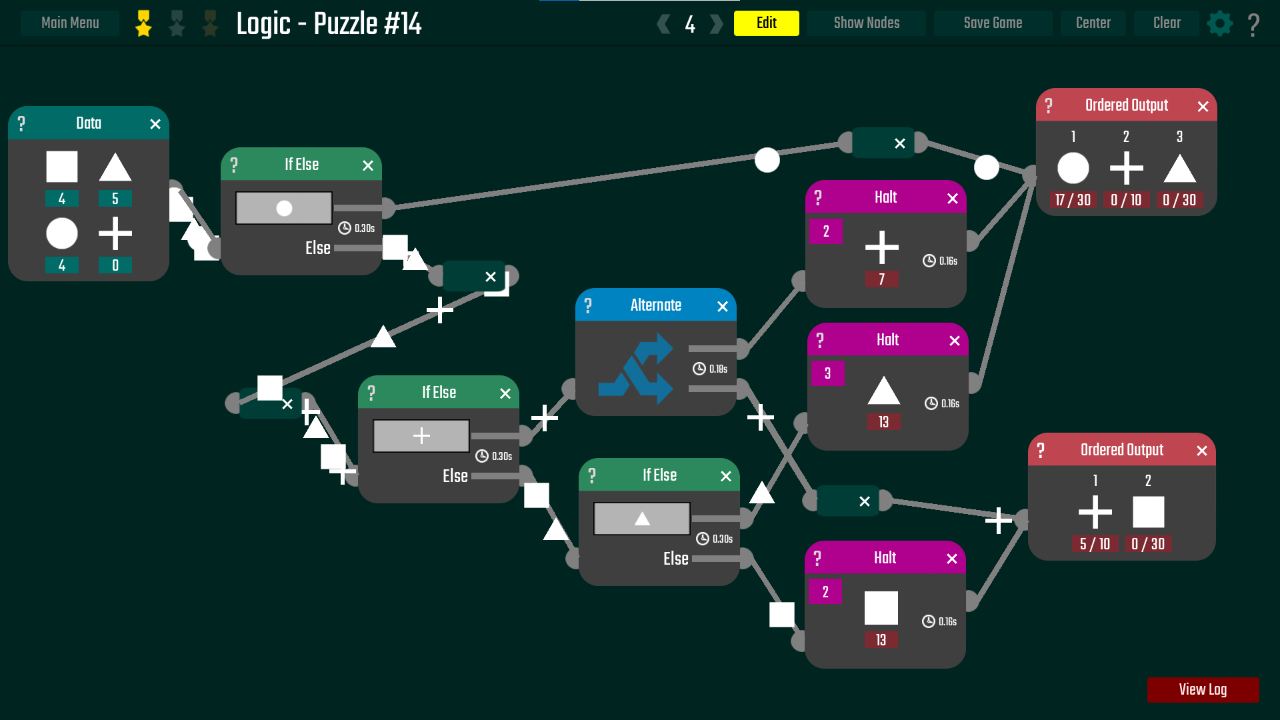 Main Menu
Logic - Puzzle #14
4
Edit
Show Nodes
Save Game
Center
Clear
?
? Data ×
4 5
4 0
? If Else ×
0.30s
Else
×
×
? If Else ×
0.30s
Else
? Alternate ×
0.18s
? If Else ×
0.30s
Else
×
? Halt ×
2
0.16s
7
? Halt ×
3
0.16s
13
×
? Halt ×
2
0.16s
13
? Ordered Output ×
1 2 3
17 / 30 0 / 10 0 / 30
? Ordered Output ×
1 2
5 / 10 0 / 30
View Log